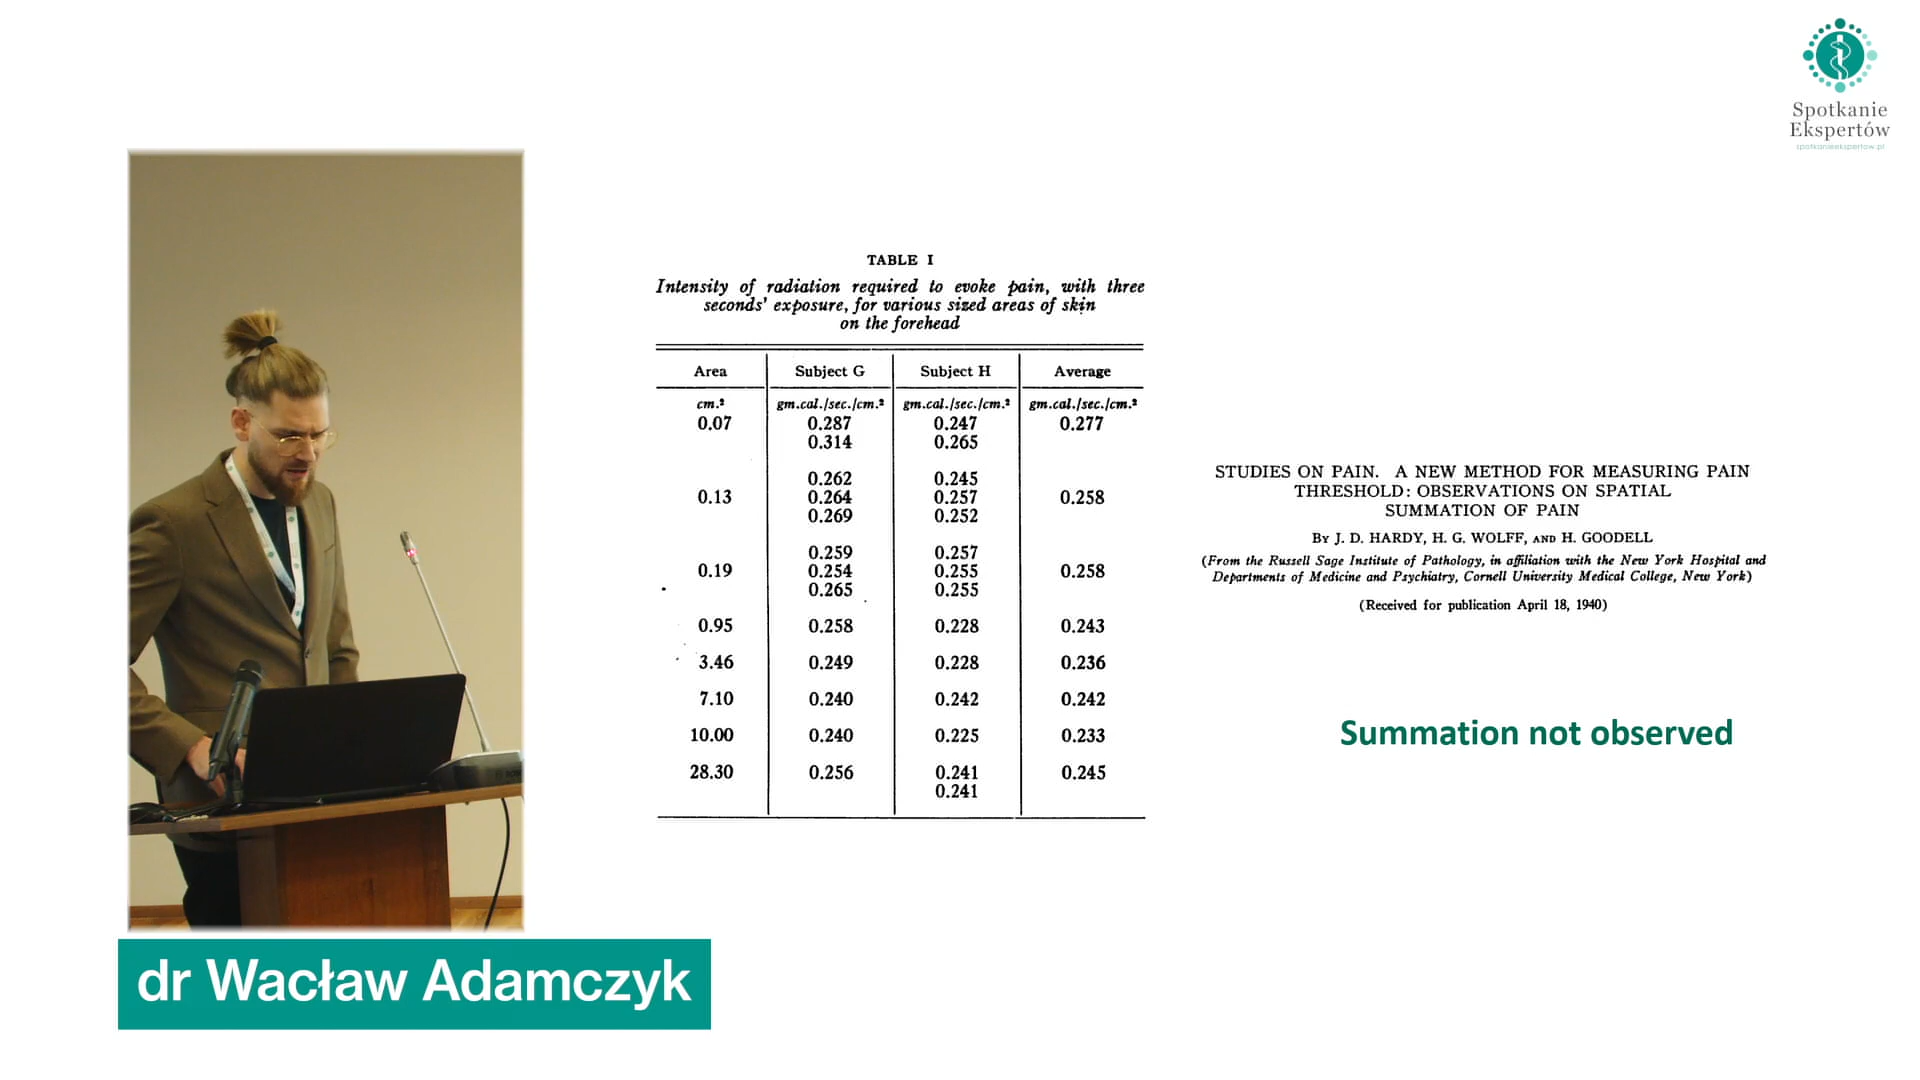 Spotkanie
Ekspertów
spotkanieekspertow.pl
TABLE I
Intensity of radiation required to evoke pain, with three
seconds' exposure, for various sized areas of skin
on the forehead
Area Subject G Subject H Average
cm.² gm.cal./sec./cm.² gm.cal./sec./cm.² gm.cal./sec./cm.²
0.07 0.287 0.247 0.277
0.314 0.265
0.262 0.245
0.13 0.264 0.257 0.258
0.269 0.252
0.259 0.257
0.19 0.254 0.255 0.258
0.265 0.255
0.95 0.258 0.228 0.243
3.46 0.249 0.228 0.236
7.10 0.240 0.242 0.242
10.00 0.240 0.225 0.233
28.30 0.256 0.241 0.245
0.241
STUDIES ON PAIN. A NEW METHOD FOR MEASURING PAIN
THRESHOLD: OBSERVATIONS ON SPATIAL
SUMMATION OF PAIN
By J. D. HARDY, H. G. WOLFF, AND H. GOODELL
(From the Russell Sage Institute of Pathology, in affiliation with the New York Hospital and
Departments of Medicine and Psychiatry, Cornell University Medical College, New York)
(Received for publication April 18, 1940)
Summation not observed
dr Wacław Adamczyk